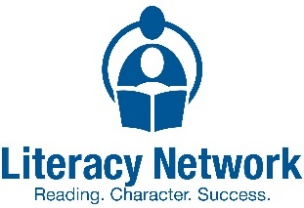 Literacy Network
Reading. Character. Success.